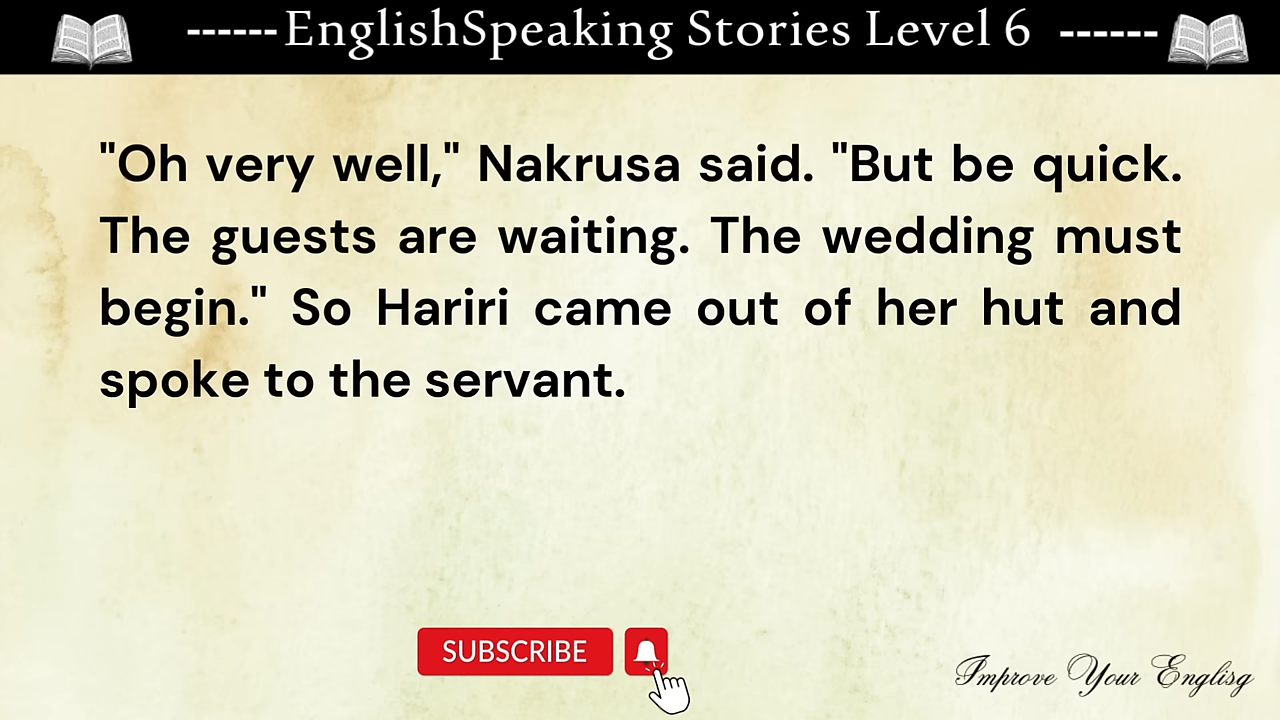 ------EnglishSpeaking Stories Level 6 ------
"Oh very well," Nakrusa said. "But be quick.
The guests are waiting. The wedding must
begin." So Hariri came out of her hut and
spoke to the servant.
SUBSCRIBE
Improve Your Englisg